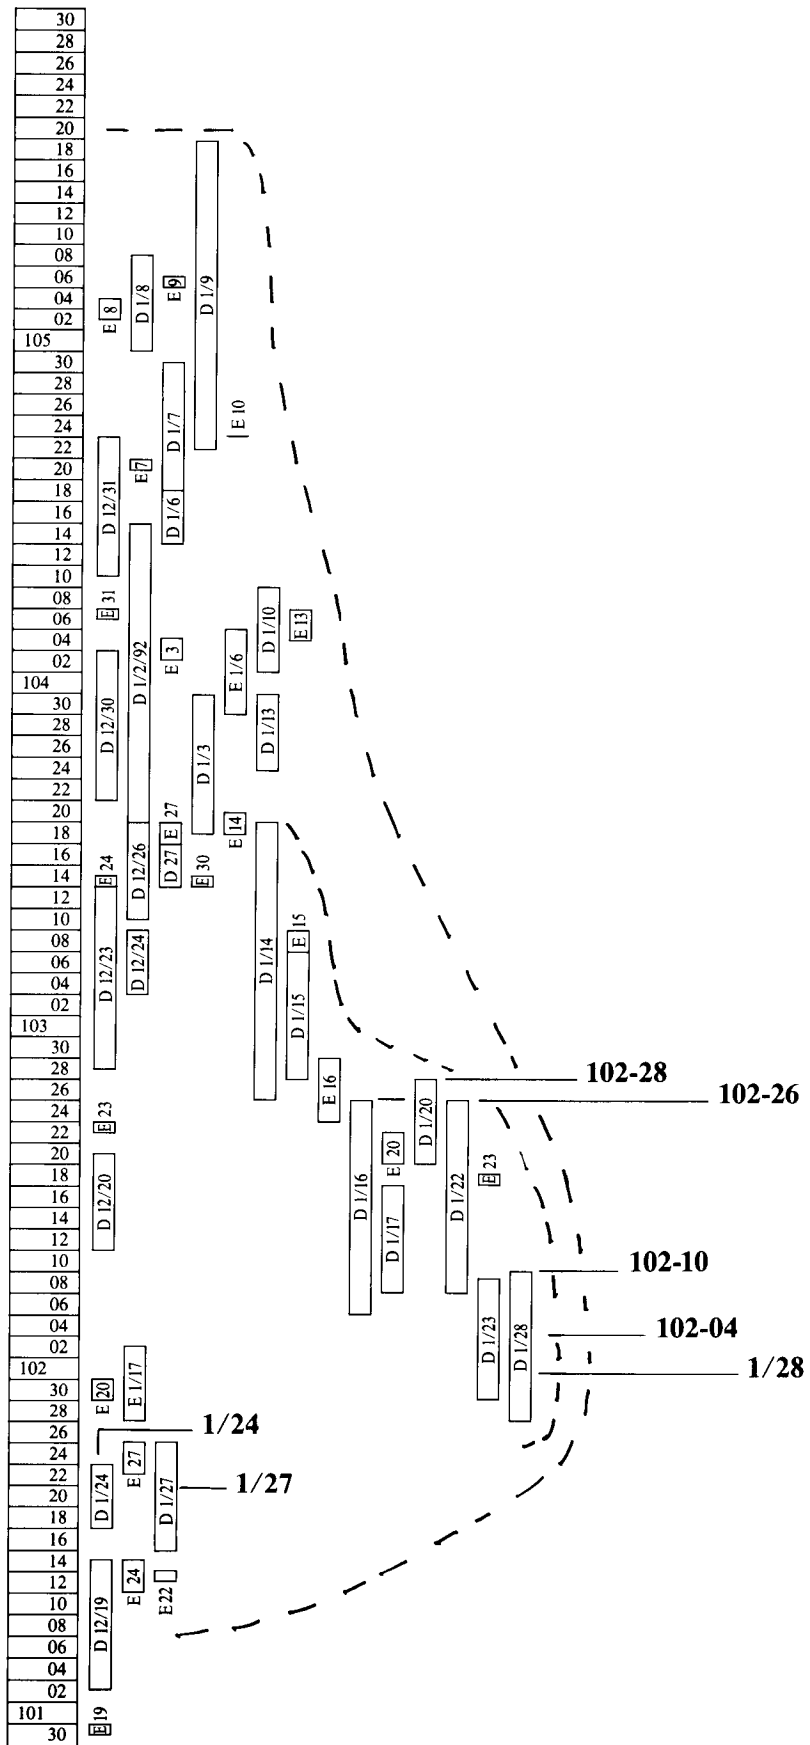 30
28
26
24
22
20
18
16
14
12
10
08
06
04
02
105
30
28
26
24
22
20
18
16
14
12
10
08
06
04
02
104
30
28
26
24
22
20
18
16
14
12
10
08
06
04
02
103
30
28
26
24
22
20
18
16
14
12
10
08
06
04
02
102
30
28
26
24
22
20
18
16
14
12
10
08
06
04
02
101
30
E 8
D 1/8
E 9
D 1/9
D 1/7
E 10
D 12/31
E 7
D 1/6
E 31
D 1/2/92
E 3
E 1/6
D 1/10
E 13
D 12/30
D 1/3
D 1/13
E 27
E 14
E 24
D 12/26
D 27
E 30
D 12/23
D 12/24
D 1/14
E 15
D 1/15
E 16
102-28
102-26
E 23
D 12/20
D 1/16
E 20
D 1/17
D 1/20
D 1/22
E 23
102-10
D 1/23
D 1/28
102-04
1/28
E 20
E 1/17
1/24
D 1/24
E 27
D 1/27
1/27
D 12/19
E 24
E 22
E 19